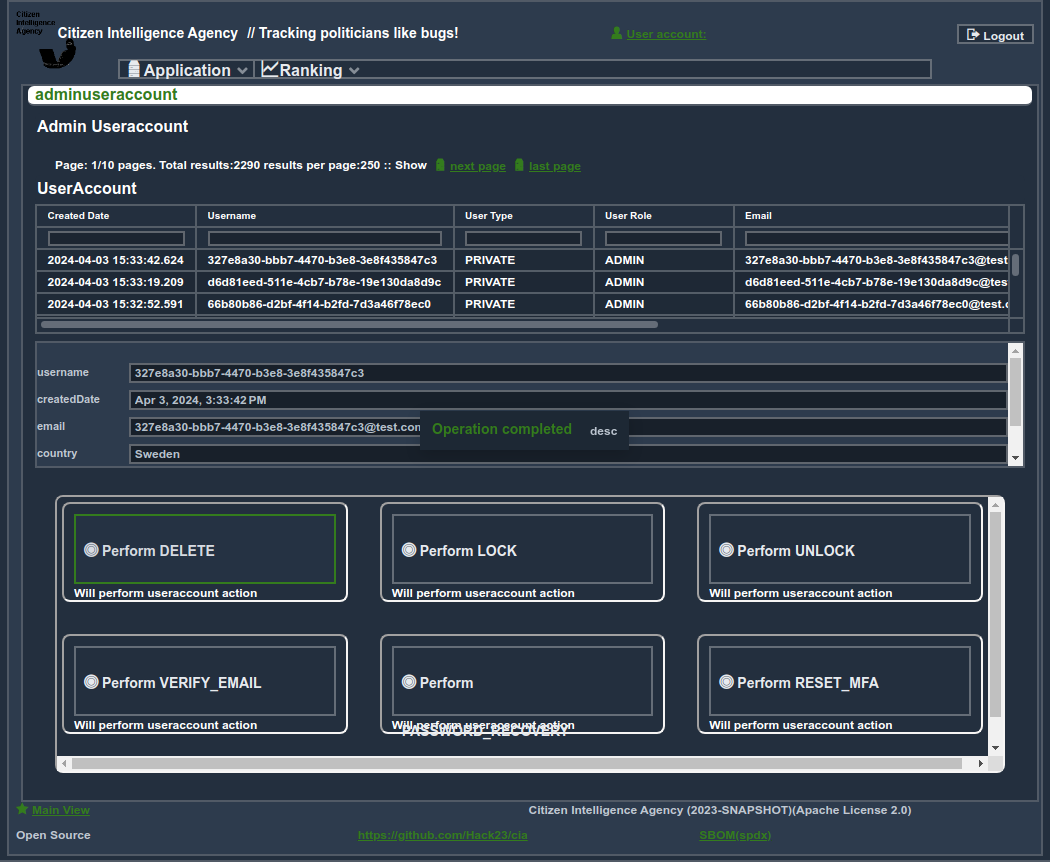 Citizen
Intelligence
Agency
Citizen Intelligence Agency // Tracking politicians like bugs!
User account:
Logout
Application
Ranking
adminuseraccount
Admin Useraccount
Page: 1/10 pages. Total results:2290 results per page:250 :: Show next page last page
UserAccount
Created Date Username User Type User Role Email
2024-04-03 15:33:42.624 327e8a30-bbb7-4470-b3e8-3e8f435847c3 PRIVATE ADMIN 327e8a30-bbb7-4470-b3e8-3e8f435847c3@test
2024-04-03 15:33:19.209 d6d81eed-511e-4cb7-b78e-19e130da8d9c PRIVATE ADMIN d6d81eed-511e-4cb7-b78e-19e130da8d9c@tes
2024-04-03 15:32:52.591 66b80b86-d2bf-4f14-b2fd-7d3a46f78ec0 PRIVATE ADMIN 66b80b86-d2bf-4f14-b2fd-7d3a46f78ec0@test.c
username 327e8a30-bbb7-4470-b3e8-3e8f435847c3
createdDate Apr 3, 2024, 3:33:42 PM
email 327e8a30-bbb7-4470-b3e8-3e8f435847c3@test.com
Operation completed desc
country Sweden
Perform DELETE
Will perform useraccount action
Perform LOCK
Will perform useraccount action
Perform UNLOCK
Will perform useraccount action
Perform VERIFY_EMAIL
Will perform useraccount action
Perform
PASSWORD_RECOVERY
Will perform useraccount action
Perform RESET_MFA
Will perform useraccount action
Main View
Citizen Intelligence Agency (2023-SNAPSHOT)(Apache License 2.0)
Open Source
https://github.com/Hack23/cia
SBOM(spdx)